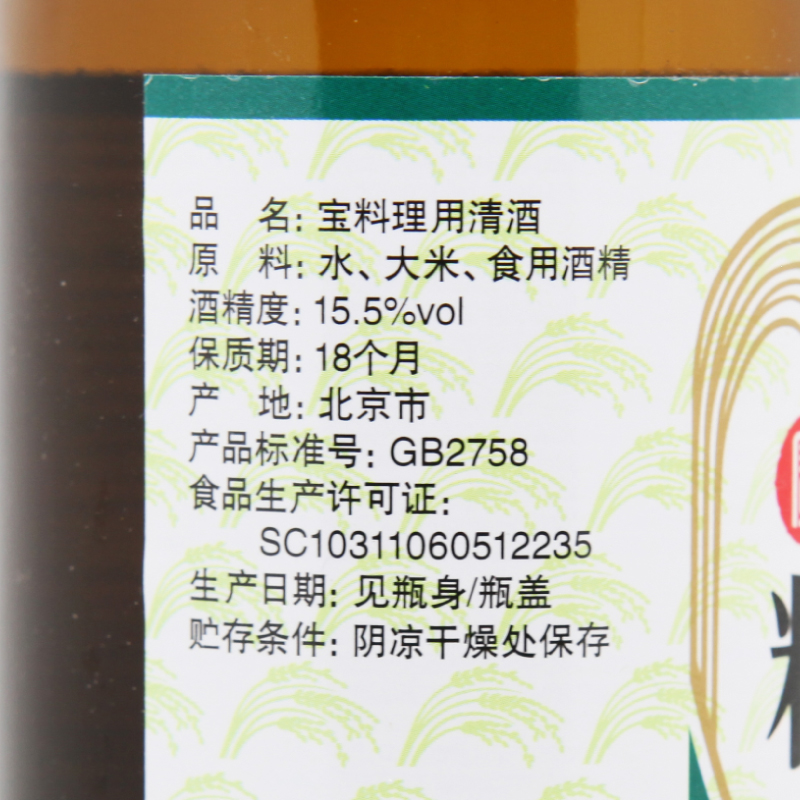 品 名: 宝料理用清酒
原 料: 水、大米、食用酒精
酒精度: 15.5%vol
保质期: 18个月
产 地: 北京市
产品标准号: GB2758
食品生产许可证:
SC10311060512235
生产日期: 见瓶身/瓶盖
贮存条件: 阴凉干燥处保存